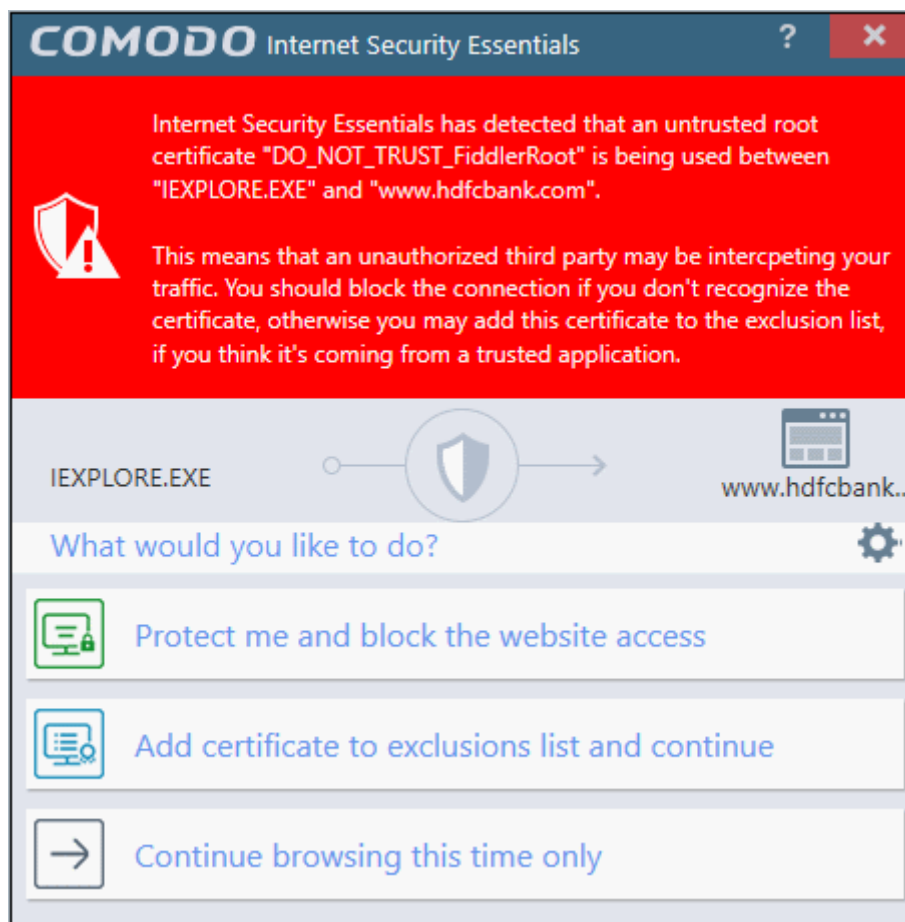 COMODO Internet Security Essentials ?
Internet Security Essentials has detected that an untrusted root
certificate "DO_NOT_TRUST_FiddlerRoot" is being used between
"IEXPLORE.EXE" and "www.hdfcbank.com".
This means that an unauthorized third party may be intercpeting your
traffic. You should block the connection if you don't recognize the
certificate, otherwise you may add this certificate to the exclusion list,
if you think it's coming from a trusted application.
IEXPLORE.EXE
www.hdfcbank..
What would you like to do?
Protect me and block the website access
Add certificate to exclusions list and continue
Continue browsing this time only